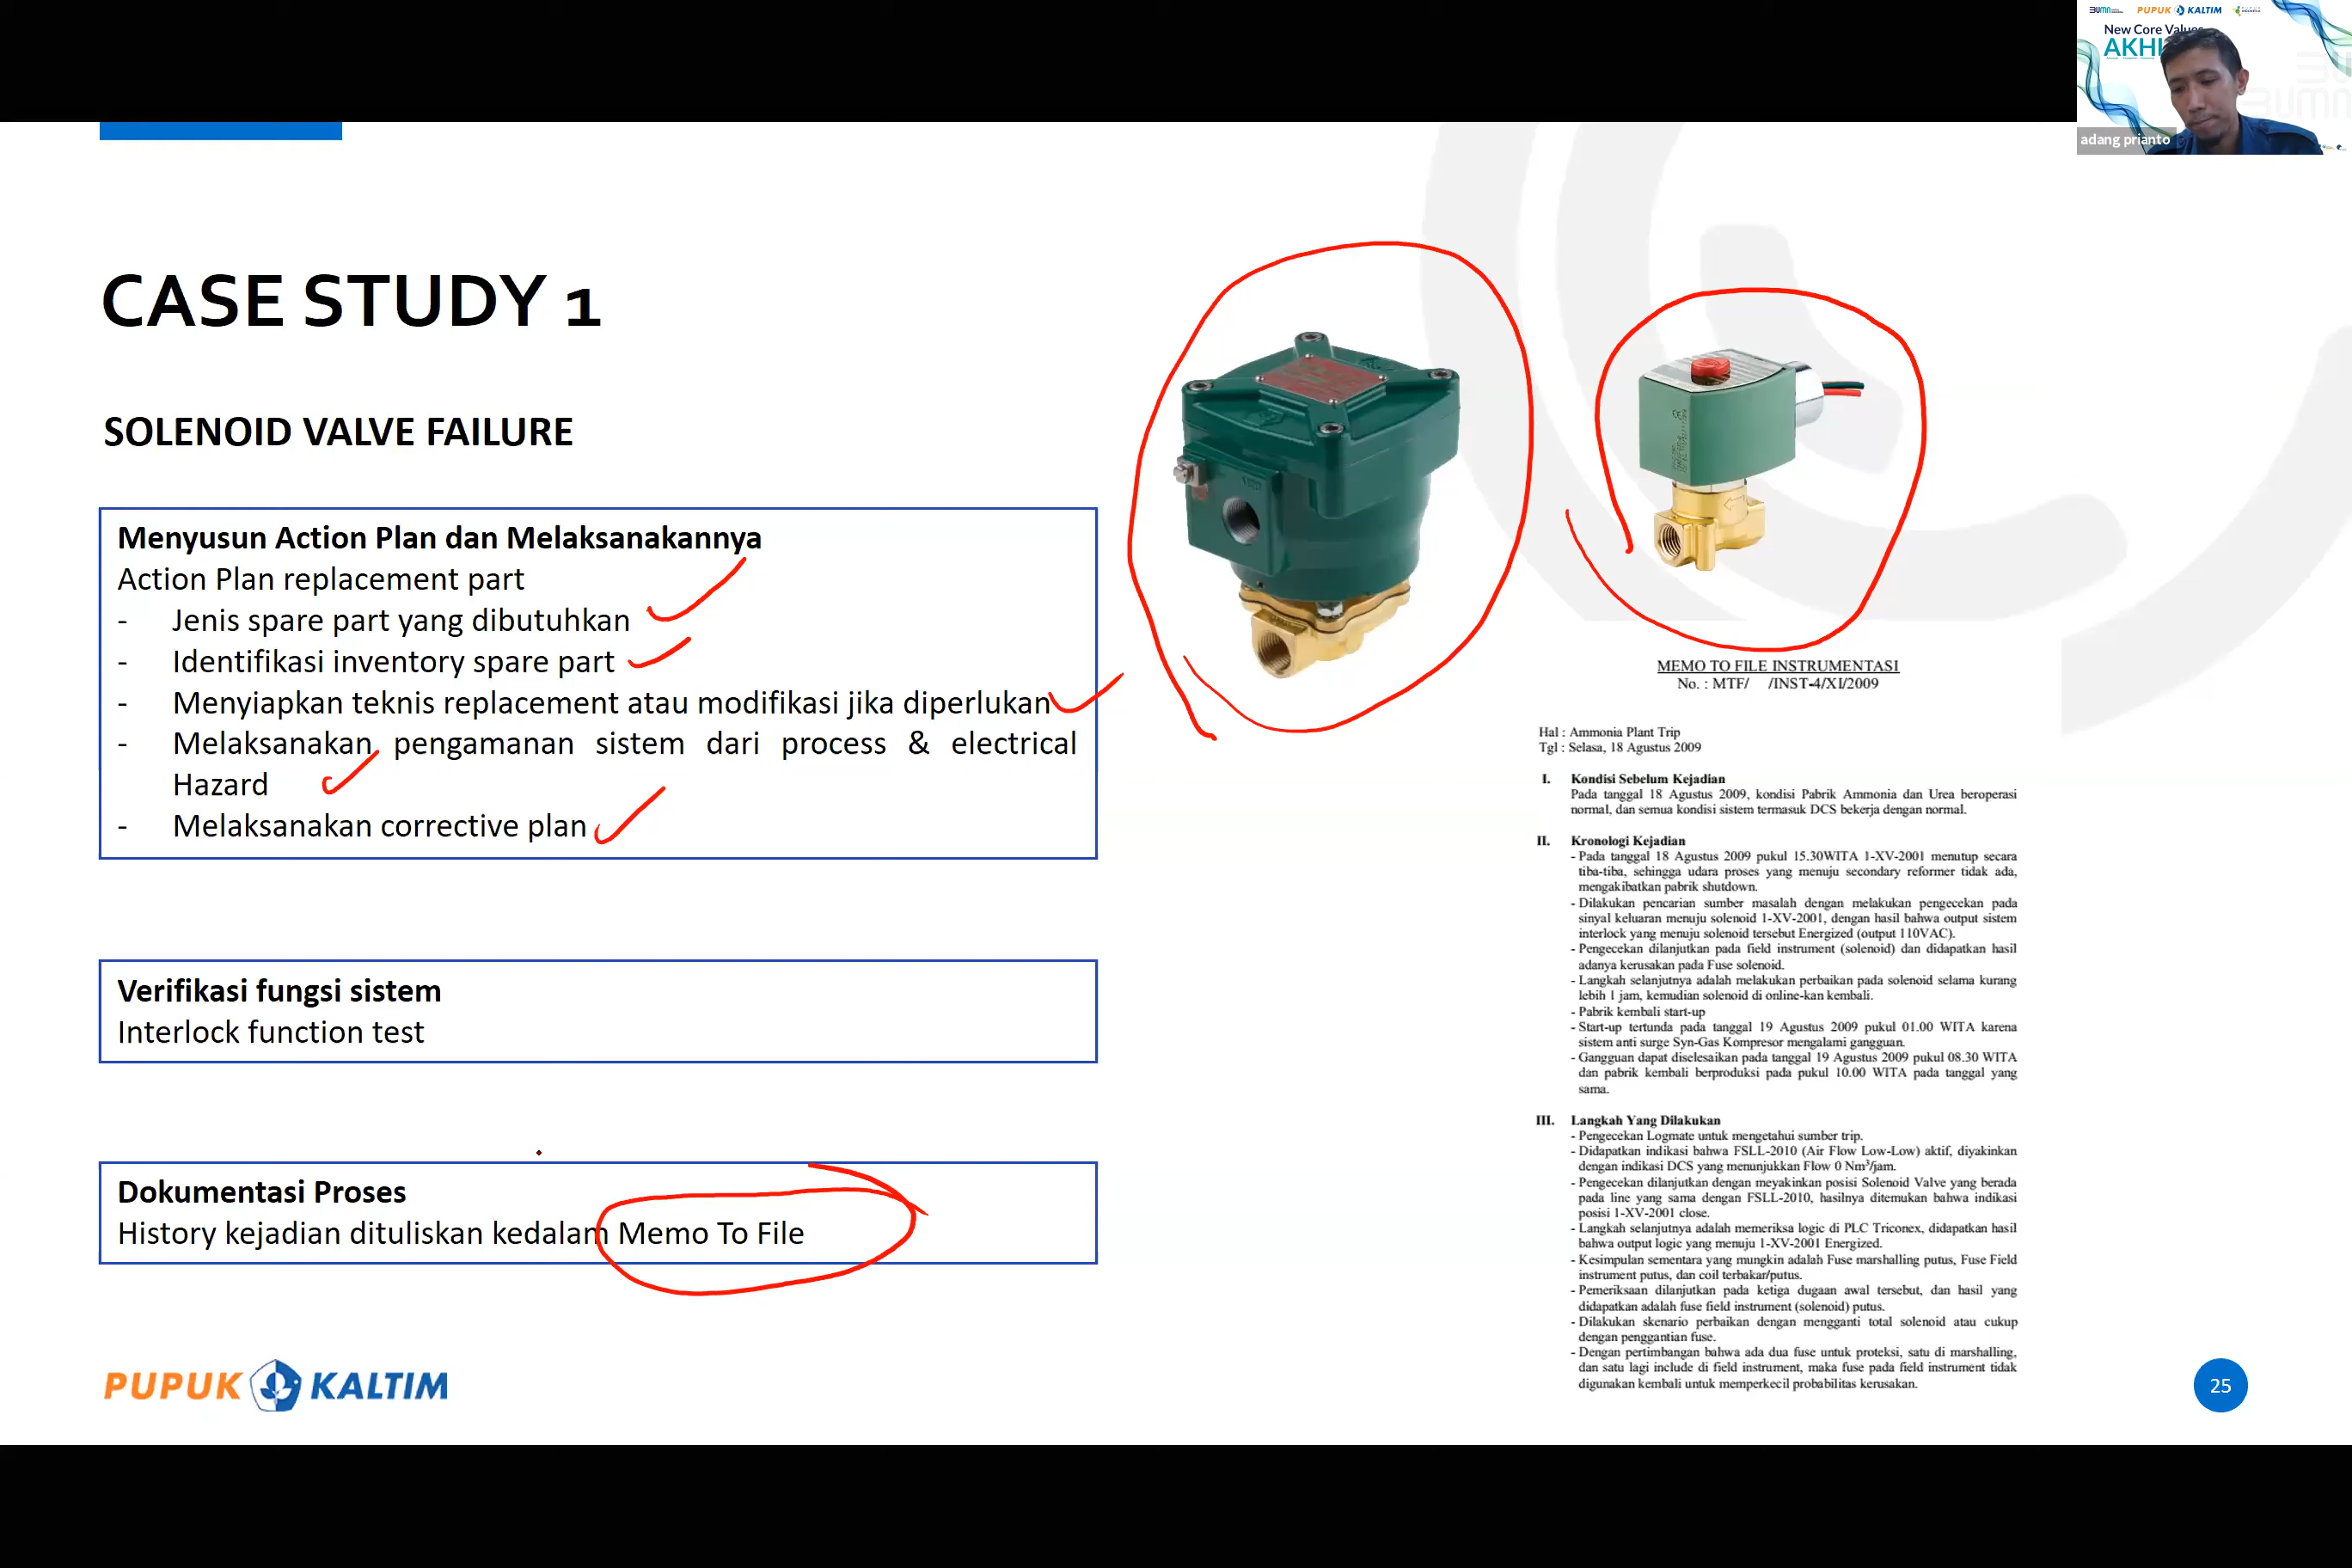 PUPUK KALTIM
New Core Values
adang prianto
CASE STUDY 1
SOLENOID VALVE FAILURE
Menyusun Action Plan dan Melaksanakannya
Action Plan replacement part
- Jenis spare part yang dibutuhkan
- Identifikasi inventory spare part
- Menyiapkan teknis replacement atau modifikasi jika diperlukan
- Melaksanakan pengamanan sistem dari process & electrical
Hazard
- Melaksanakan corrective plan
Verifikasi fungsi sistem
Interlock function test
Dokumentasi Proses
History kejadian dituliskan kedalam Memo To File
PUPUK KALTIM
MEMO TO FILE INSTRUMENTASI
No. : MTF/ /INST-4/XI/2009
Hal : Ammonia Plant Trip
Tgl : Selasa, 18 Agustus 2009
I. Kondisi Sebelum Kejadian
Pada tanggal 18 Agustus 2009, kondisi Pabrik Ammonia dan Urea beroperasi
normal, dan semua kondisi sistem termasuk DCS bekerja dengan normal.
II. Kronologi Kejadian
- Pada tanggal 18 Agustus 2009 pukul 15.30WITA 1-XV-2001 menutup secara
tiba-tiba, sehingga udara proses yang menuju secondary reformer tidak ada,
mengakibatkan pabrik shutdown.
- Dilakukan pencarian sumber masalah dengan melakukan pengecekan pada
sinyal keluaran menuju solenoid 1-XV-2001, dengan hasil bahwa output sistem
interlock yang menuju solenoid tersebut Energized (output 110VAC).
- Pengecekan dilanjutkan pada field instrument (solenoid) dan didapatkan hasil
adanya kerusakan pada Fuse solenoid.
- Langkah selanjutnya adalah melakukan perbaikan pada solenoid selama kurang
lebih 1 jam, kemudian solenoid di online-kan kembali.
- Pabrik kembali start-up
- Start-up tertunda pada tanggal 19 Agustus 2009 pukul 01.00 WITA karena
sistem anti surge Syn-Gas Kompresor mengalami gangguan.
- Gangguan dapat diselesaikan pada tanggal 19 Agustus 2009 pukul 08.30 WITA
dan pabrik kembali berproduksi pada pukul 10.00 WITA pada tanggal yang
sama.
III. Langkah Yang Dilakukan
- Pengecekan Logmate untuk mengetahui sumber trip.
- Didapatkan indikasi bahwa FSLL-2010 (Air Flow Low-Low) aktif, diyakinkan
dengan indikasi DCS yang menunjukkan Flow 0 Nm³/jam.
- Pengecekan dilanjutkan dengan meyakinkan posisi Solenoid Valve yang berada
pada line yang sama dengan FSLL-2010, hasilnya ditemukan bahwa indikasi
posisi 1-XV-2001 close.
- Langkah selanjutnya adalah memeriksa logic di PLC Triconex, didapatkan hasil
bahwa output logic yang menuju 1-XV-2001 Energized.
- Kesimpulan sementara yang mungkin adalah Fuse marshalling putus, Fuse Field
instrument putus, dan coil terbakar/putus.
- Pemeriksaan dilanjutkan pada ketiga dugaan awal tersebut, dan hasil yang
didapatkan adalah fuse field instrument (solenoid) putus.
- Dilakukan skenario perbaikan dengan mengganti total solenoid atau cukup
dengan penggantian fuse.
- Dengan pertimbangan bahwa ada dua fuse untuk proteksi, satu di marshalling,
dan satu lagi include di field instrument, maka fuse pada field instrument tidak
digunakan kembali untuk memperkecil probabilitas kerusakan.
25